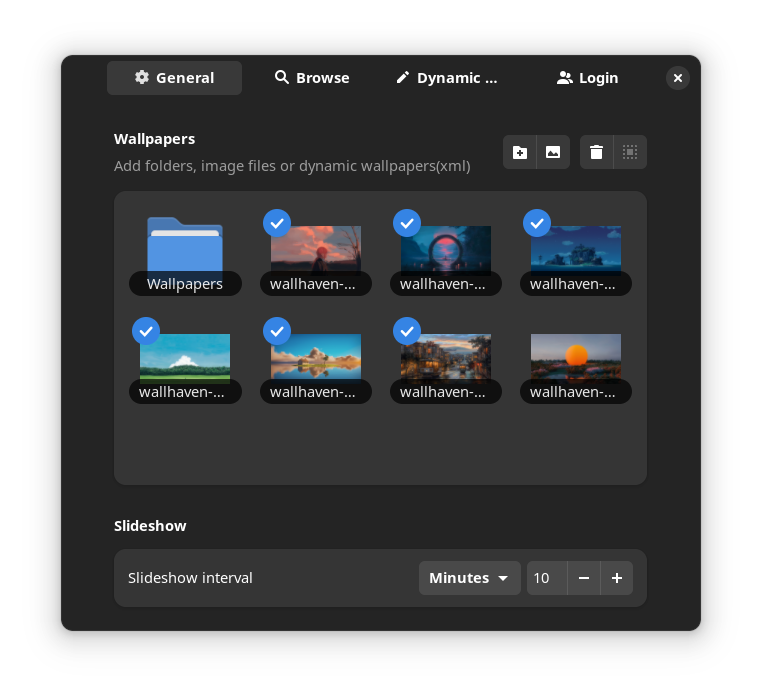 General Browse Dynamic ... Login
Wallpapers
Add folders, image files or dynamic wallpapers(xml)
Wallpapers wallhaven-... wallhaven-... wallhaven-...
wallhaven-... wallhaven-... wallhaven-... wallhaven-...
Slideshow
Slideshow interval Minutes 10